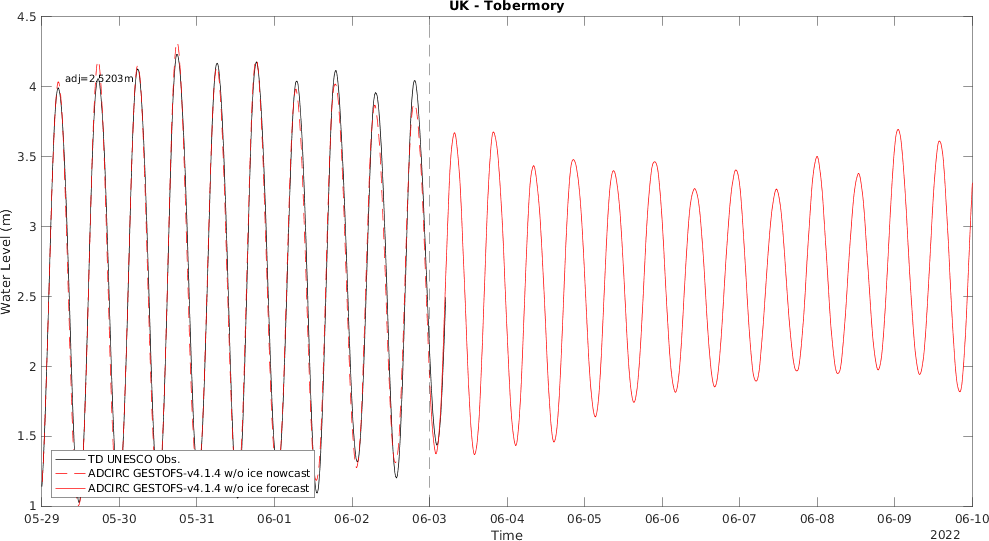 UK - Tobermory
4.5
4
3.5
3
2.5
2
1.5
1
Water Level (m)
adj=2.5203m
TD UNESCO Obs.
ADCIRC GESTOFS-v4.1.4 w/o ice nowcast
ADCIRC GESTOFS-v4.1.4 w/o ice forecast
05-29 05-30 05-31 06-01 06-02 06-03 06-04 06-05 06-06 06-07 06-08 06-09 06-10
Time
2022